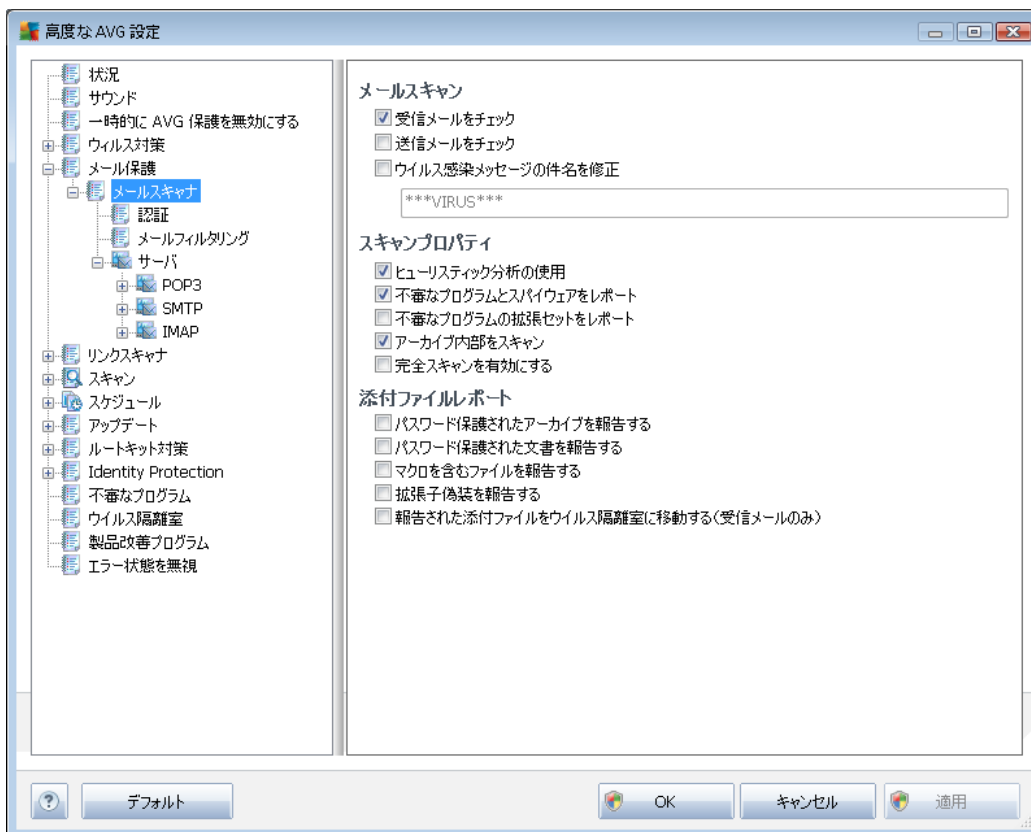 高度な AVG 設定
状況
サウンド
一時的に AVG 保護を無効にする
ウィルス対策
メール保護
メールスキャナ
認証
メールフィルタリング
サーバ
POP3
SMTP
IMAP
リンクスキャナ
スキャン
スケジュール
アップデート
ルートキット対策
Identity Protection
不審なプログラム
ウイルス隔離室
製品改善プログラム
エラー状態を無視
メールスキャン
受信メールをチェック
送信メールをチェック
ウイルス感染メッセージの件名を修正
***VIRUS***
スキャンプロパティ
ヒューリスティック分析の使用
不審なプログラムとスパイウェアをレポート
不審なプログラムの拡張セットをレポート
アーカイブ内部をスキャン
完全スキャンを有効にする
添付ファイルレポート
パスワード保護されたアーカイブを報告する
パスワード保護された文書を報告する
マクロを含むファイルを報告する
拡張子偽装を報告する
報告された添付ファイルをウイルス隔離室に移動する(受信メールのみ)
?
デフォルト
OK
キャンセル
適用